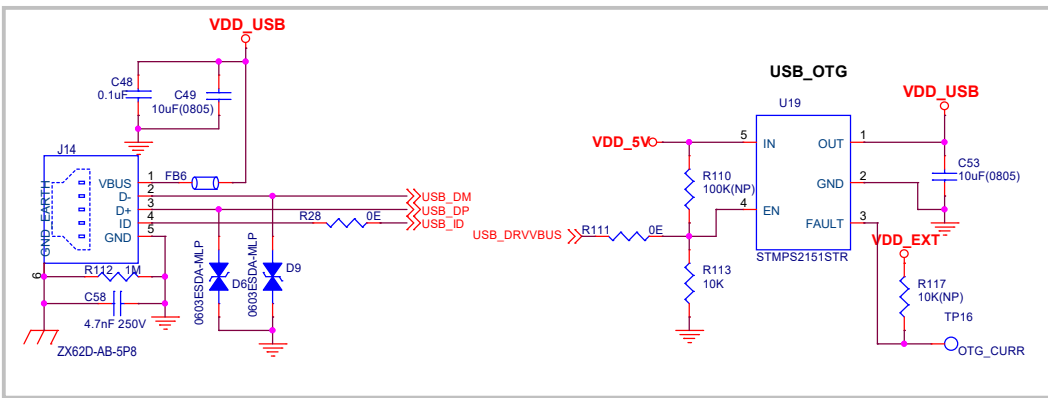 VDD_USB
C48
0.1uF
C49
10uF(0805)
J14
GND_EARTH
VBUS
D-
D+
ID
GND
1
2
3
4
5
6
FB6
USB_DM
USB_DP
USB_ID
R28
0E
R112
1M
C58
4.7nF 250V
ZX62D-AB-5P8
0603ESDA-MLP
D6
0603ESDA-MLP
D9
USB_OTG
U19
VDD_5V
5
IN
OUT
1
GND
2
4
EN
FAULT
3
STMPS2151STR
R110
100K(NP)
USB_DRVVBUS
R111
0E
R113
10K
VDD_USB
C53
10uF(0805)
VDD_EXT
R117
10K(NP)
TP16
OTG_CURR